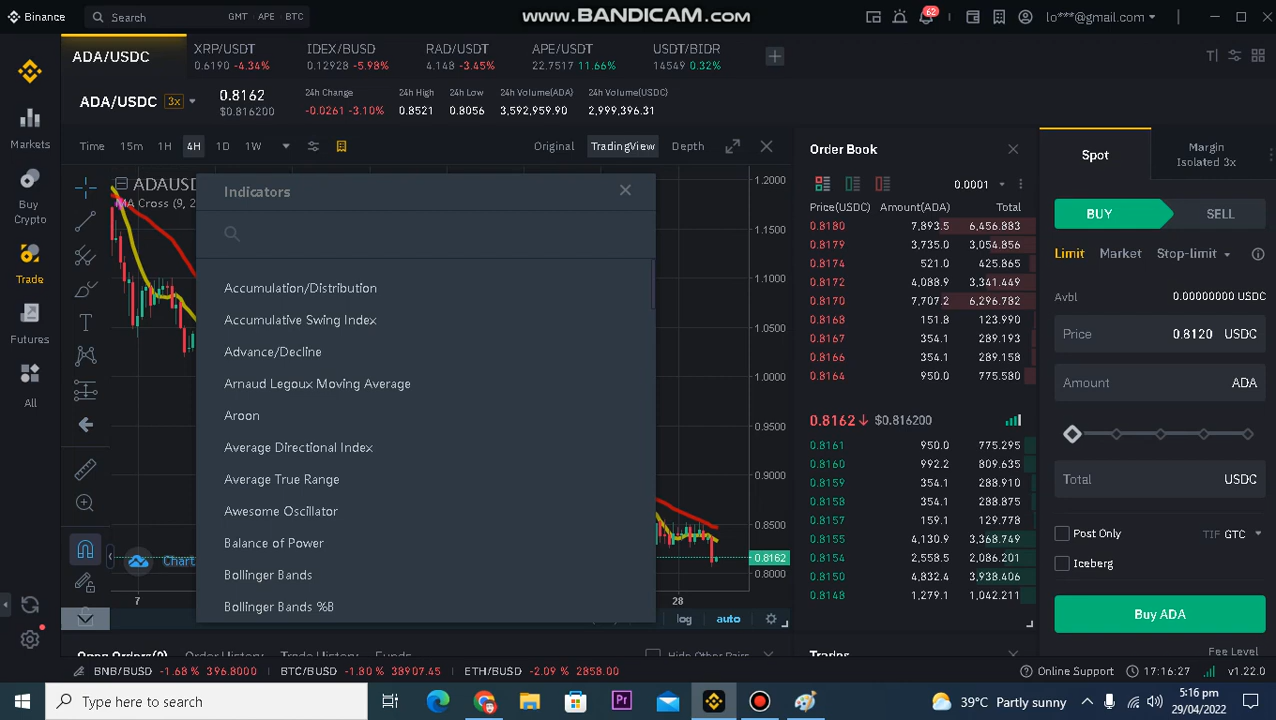 Binance
Search
GMT · APE · BTC
www.BANDICAM.com
62
lo***@gmail.com
ADA/USDC
XRP/USDT
0.6190 -4.34%
IDEX/BUSD
0.12928 -5.98%
RAD/USDT
4.148 -3.45%
APE/USDT
22.7517 11.66%
USDT/BIDR
14549 0.32%
ADA/USDC 3x
0.8162
$0.816200
24h Change
-0.0261 -3.10%
24h High
0.8521
24h Low
0.8056
24h Volume(ADA)
3,592,959.90
24h Volume(USDC)
2,999,396.31
Markets
Buy
Crypto
Trade
Futures
All
Time 15m 1H 4H 1D 1W
Original TradingView Depth
ADAUSD
MA Cross (9, 2
Indicators
Accumulation/Distribution
Accumulative Swing Index
Advance/Decline
Arnaud Legoux Moving Average
Aroon
Average Directional Index
Average True Range
Awesome Oscillator
Balance of Power
Bollinger Bands
Bollinger Bands %B
Chart
1.2000
1.1500
1.1000
1.0500
1.0000
0.9500
0.9000
0.8500
0.8162
0.8000
7
28
log auto
Open Orders(0) Order History Trade History Funds
Hide Other Pairs
Order Book
0.0001
Price(USDC) Amount(ADA) Total
0.8180 7,893.5 6,456.883
0.8179 3,735.0 3,054.856
0.8174 521.0 425.865
0.8172 4,089.8 3,341.449
0.8170 7,707.2 6,296.782
0.8168 151.8 123.990
0.8167 354.1 289.193
0.8166 354.1 289.158
0.8164 950.0 775.580
0.8162 $0.816200
0.8161 950.0 775.295
0.8160 992.2 809.635
0.8159 354.1 288.910
0.8158 354.1 288.875
0.8157 159.1 129.778
0.8155 4,130.9 3,368.749
0.8154 2,558.5 2,086.201
0.8150 4,832.4 3,938.406
0.8148 1,279.1 1,042.211
Trades
Spot
Margin
Isolated 3x
BUY SELL
Limit Market Stop-limit
Avbl 0.00000000 USDC
Price 0.8120 USDC
Amount ADA
Total USDC
Post Only TIF GTC
Iceberg
Buy ADA
Fee Level
BNB/BUSD -1.68 % 396.8000
BTC/BUSD -1.80 % 38907.45
ETH/BUSD -2.09 % 2858.00
Online Support
17:16:27
v1.22.0
Type here to search
Pr
39°C Partly sunny
5:16 pm
29/04/2022